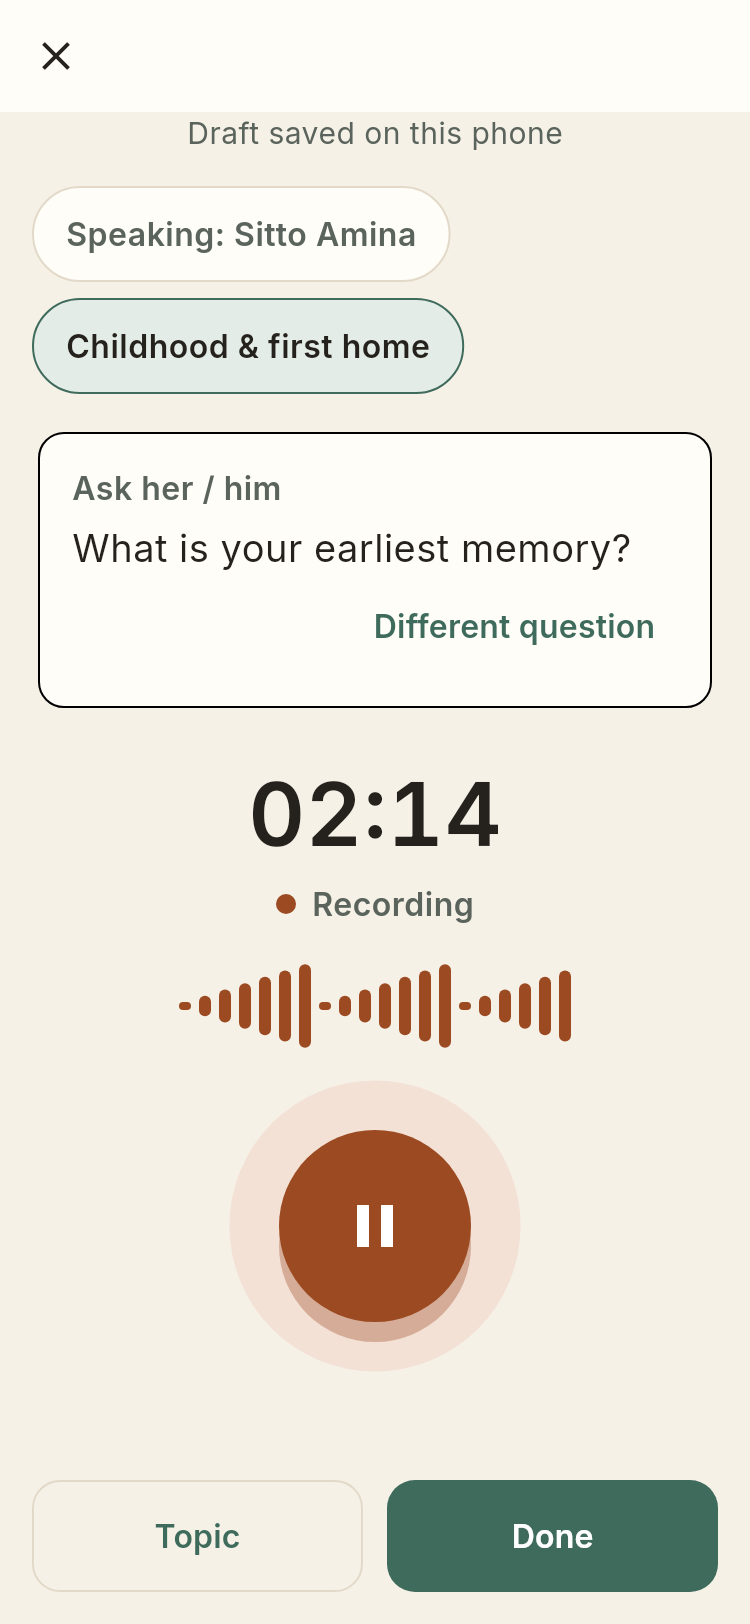 Draft saved on this phone
Speaking: Sitto Amina
Childhood & first home
Ask her / him
What is your earliest memory?
Different question
02:14
Recording
Topic
Done